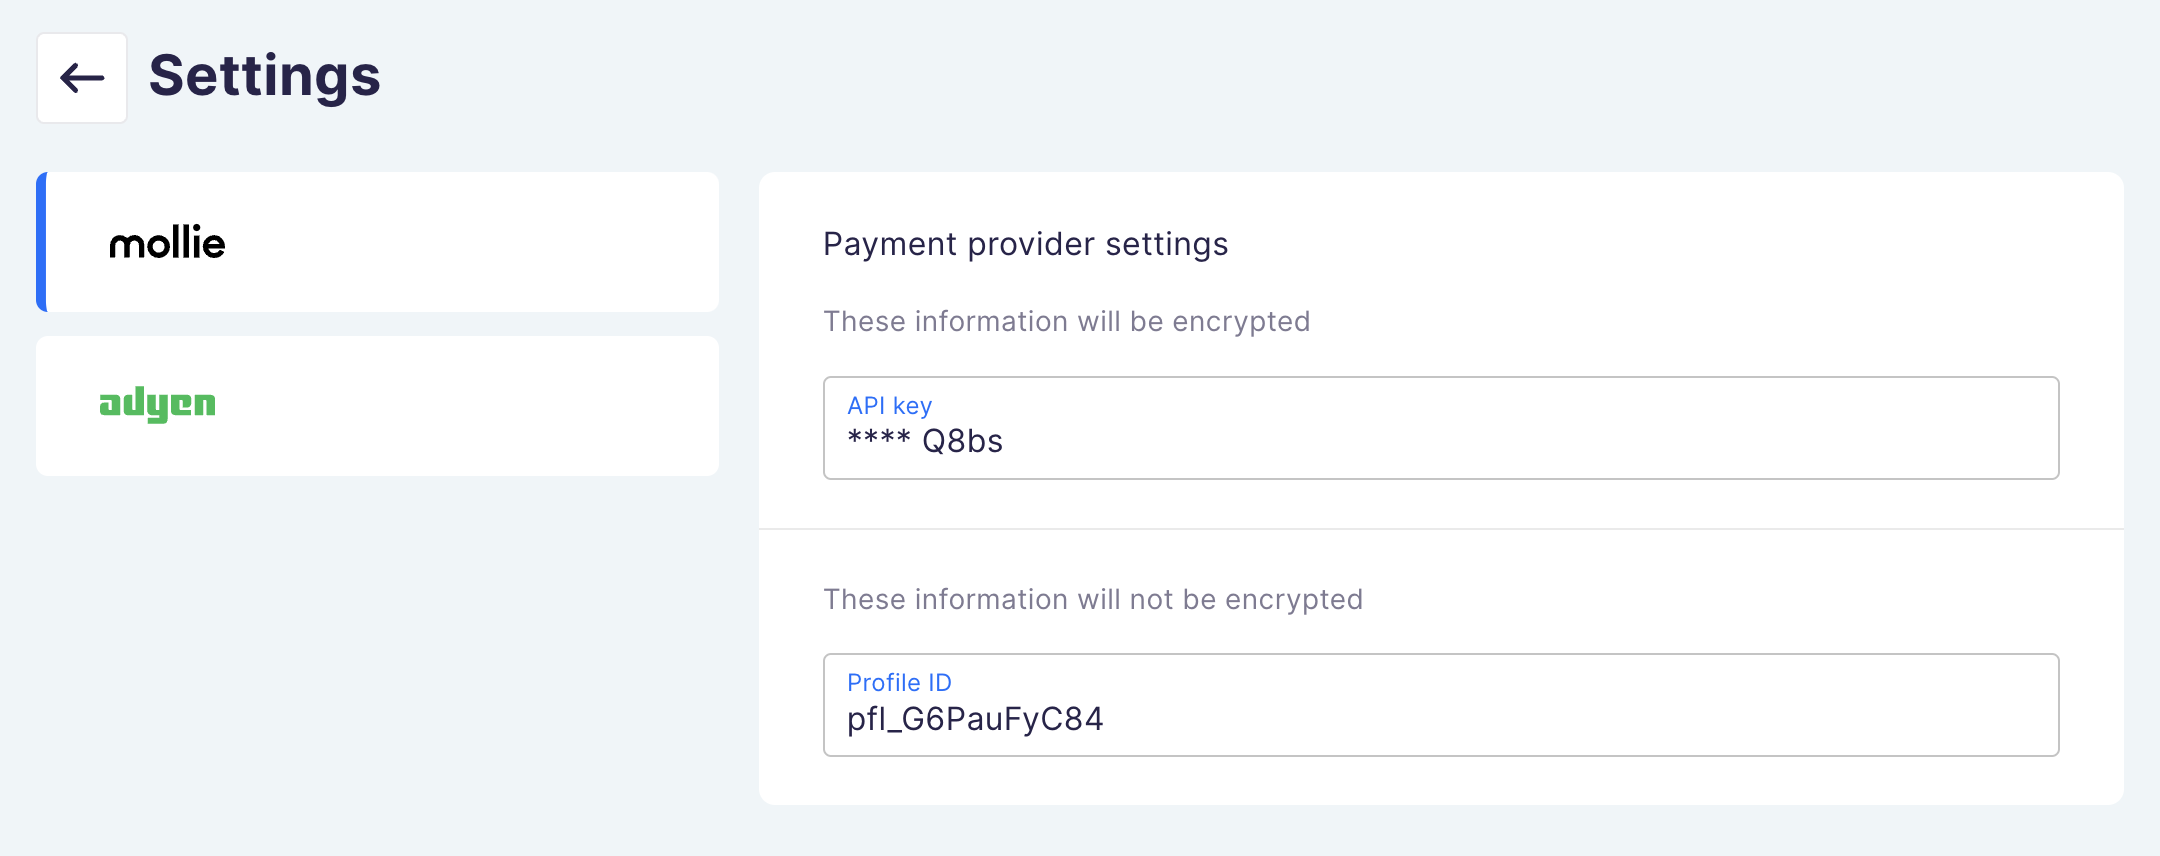 Settings
mollie
adyen
Payment provider settings
These information will be encrypted
API key
**** Q8bs
These information will not be encrypted
Profile ID
pfl_G6PauFyC84